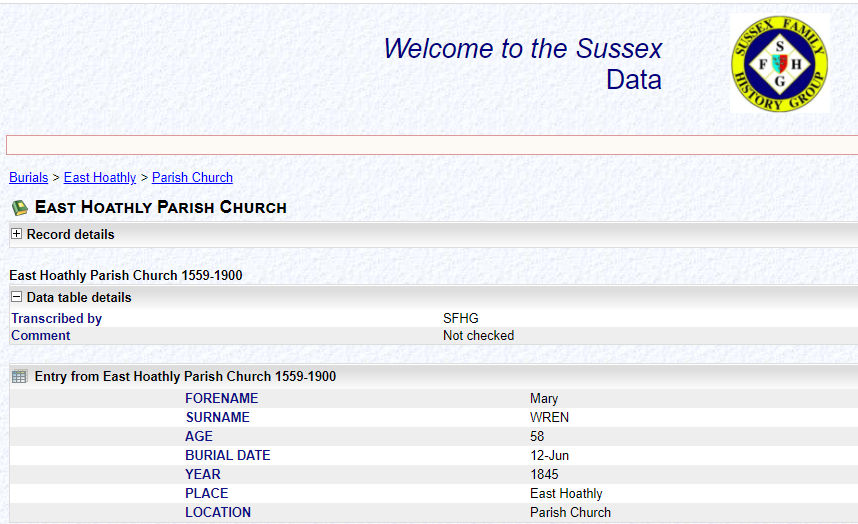 Welcome to the Sussex
Data
SUSSEX FAMILY
HISTORY GROUP
S
F H
G
Burials > East Hoathly > Parish Church
EAST HOATHLY PARISH CHURCH
Record details
East Hoathly Parish Church 1559-1900
Data table details
Transcribed by SFHG
Comment Not checked
Entry from East Hoathly Parish Church 1559-1900
FORENAME Mary
SURNAME WREN
AGE 58
BURIAL DATE 12-Jun
YEAR 1845
PLACE East Hoathly
LOCATION Parish Church